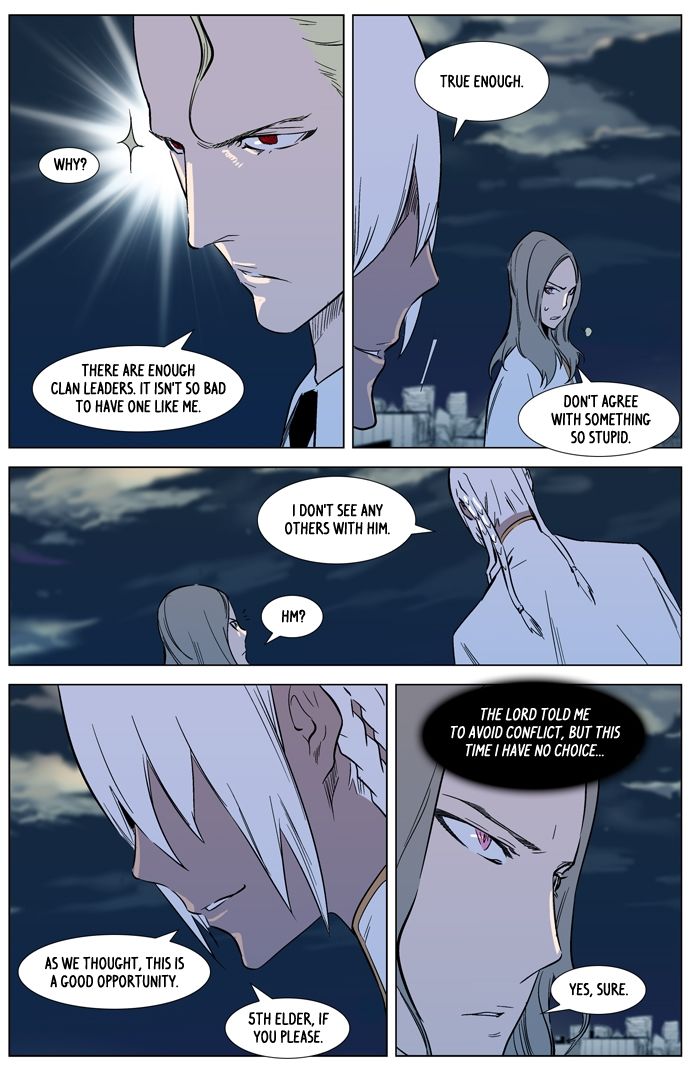 WHY?
THERE ARE ENOUGH
CLAN LEADERS. IT ISN'T SO BAD
TO HAVE ONE LIKE ME.
TRUE ENOUGH.
DON'T AGREE
WITH SOMETHING
SO STUPID.
I DON'T SEE ANY
OTHERS WITH HIM.
HM?
AS WE THOUGHT, THIS IS
A GOOD OPPORTUNITY.
5TH ELDER, IF
YOU PLEASE.
THE LORD TOLD ME
TO AVOID CONFLICT, BUT THIS
TIME I HAVE NO CHOICE...
YES, SURE.